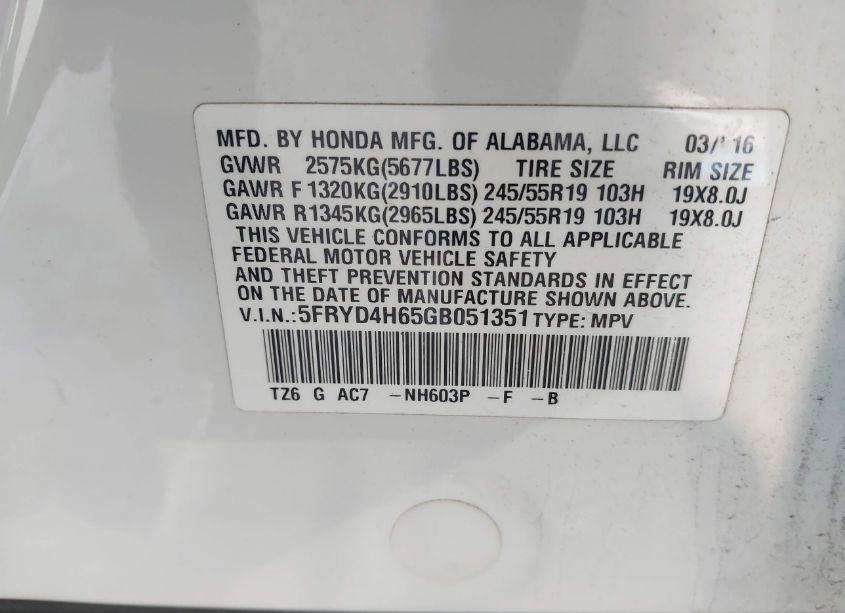 MFD. BY HONDA MFG. OF ALABAMA, LLC 03/'16
GVWR 2575KG(5677LBS) TIRE SIZE RIM SIZE
GAWR F 1320KG(2910LBS) 245/55R19 103H 19X8.0J
GAWR R1345KG(2965LBS) 245/55R19 103H 19X8.0J
THIS VEHICLE CONFORMS TO ALL APPLICABLE
FEDERAL MOTOR VEHICLE SAFETY
AND THEFT PREVENTION STANDARDS IN EFFECT
ON THE DATE OF MANUFACTURE SHOWN ABOVE.
V.I.N.:5FRYD4H65GB051351 TYPE: MPV
TZ6 G AC7 -NH603P -F -B